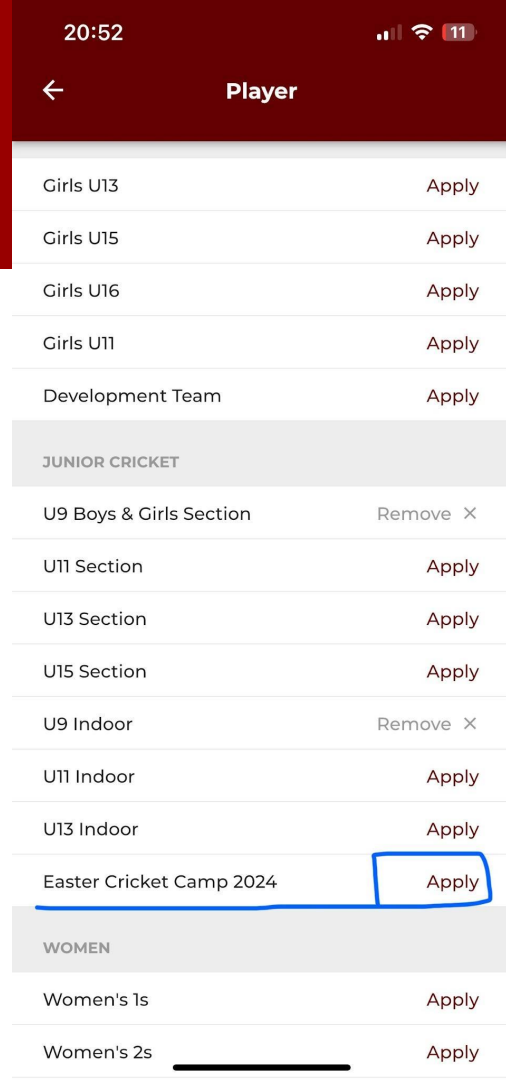 20:52
11
Player
Girls U13 Apply
Girls U15 Apply
Girls U16 Apply
Girls U11 Apply
Development Team Apply
JUNIOR CRICKET
U9 Boys & Girls Section Remove ×
U11 Section Apply
U13 Section Apply
U15 Section Apply
U9 Indoor Remove ×
U11 Indoor Apply
U13 Indoor Apply
Easter Cricket Camp 2024 Apply
WOMEN
Women's 1s Apply
Women's 2s Apply